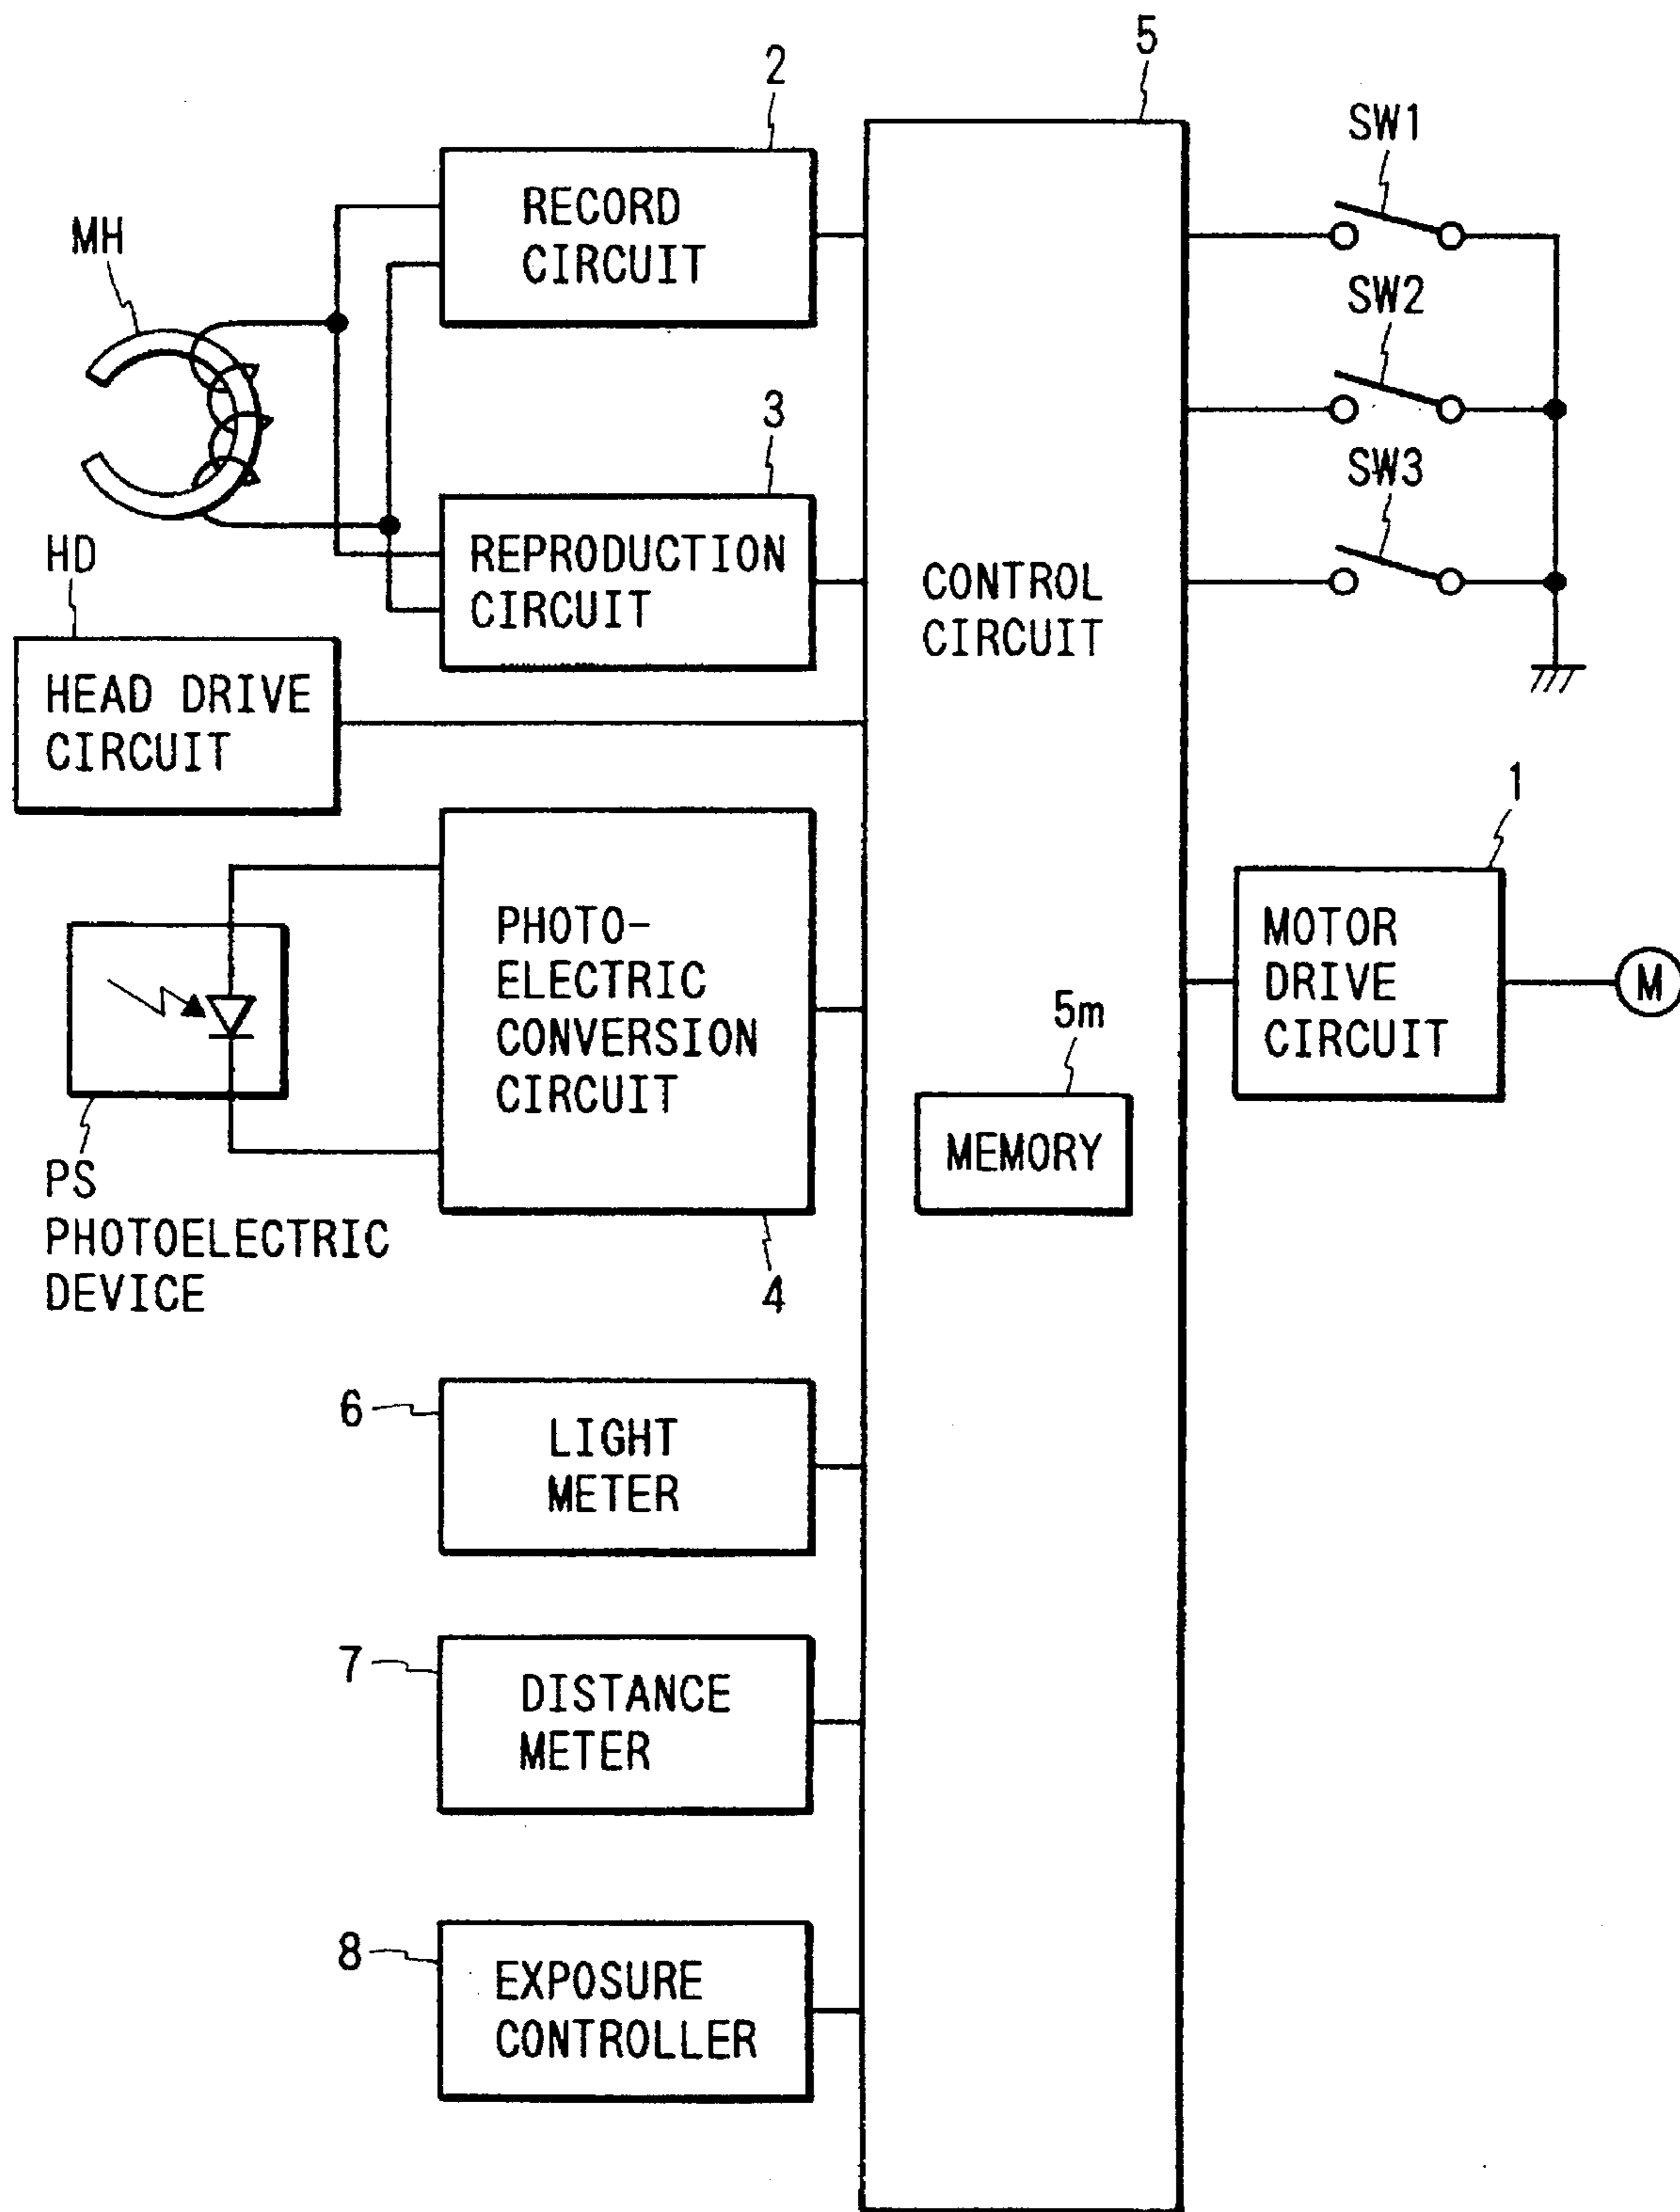 5
2
SW1
RECORD
CIRCUIT
MH
SW2
3
SW3
REPRODUCTION
CIRCUIT
HD
CONTROL
CIRCUIT
HEAD DRIVE
CIRCUIT
1
PHOTO-
ELECTRIC
CONVERSION
CIRCUIT
MOTOR
DRIVE
CIRCUIT
M
5m
MEMORY
PS
PHOTOELECTRIC
DEVICE
4
6
LIGHT
METER
7
DISTANCE
METER
8
EXPOSURE
CONTROLLER